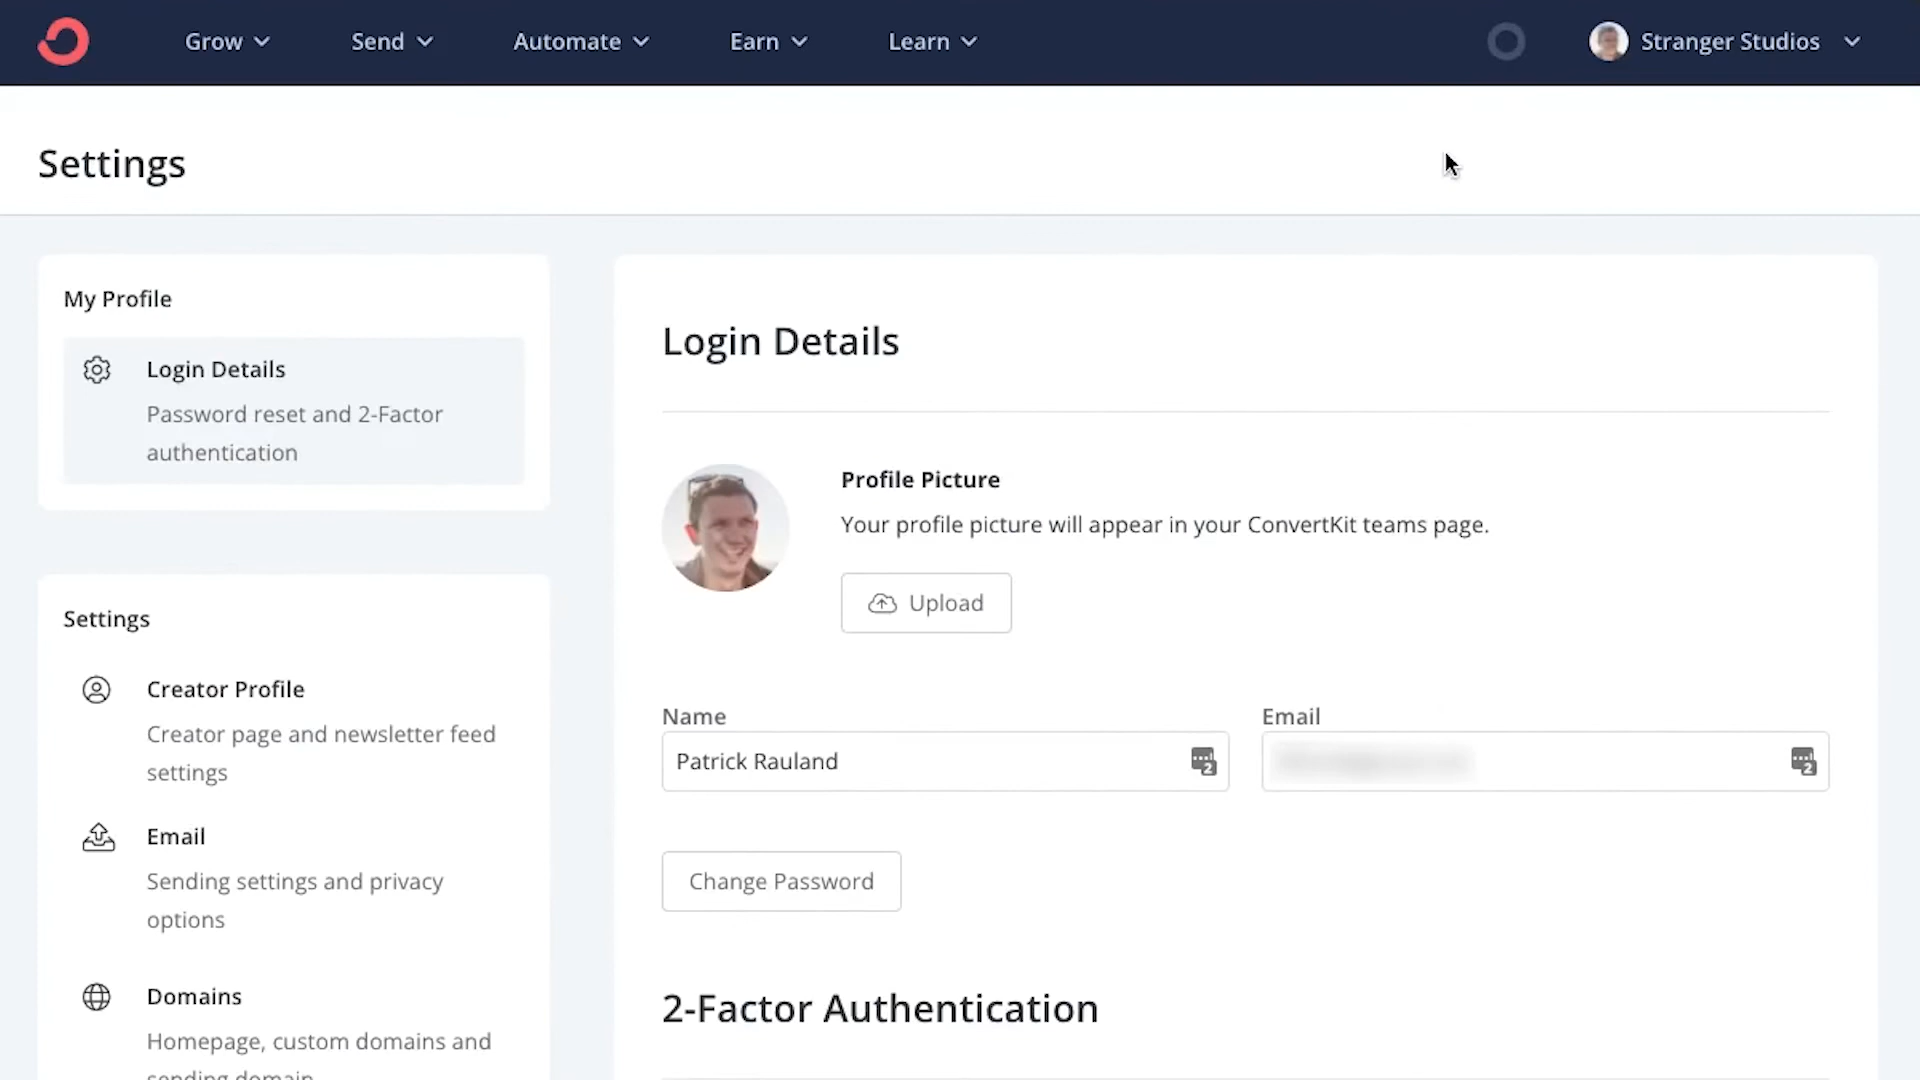 Grow
Send
Automate
Earn
Learn
Stranger Studios
Settings
My Profile
Login Details
Password reset and 2-Factor
authentication
Settings
Creator Profile
Creator page and newsletter feed
settings
Email
Sending settings and privacy
options
Domains
Homepage, custom domains and
sending domain
Login Details
Profile Picture
Your profile picture will appear in your ConvertKit teams page.
Upload
Name
Email
Patrick Rauland
2
2
Change Password
2-Factor Authentication